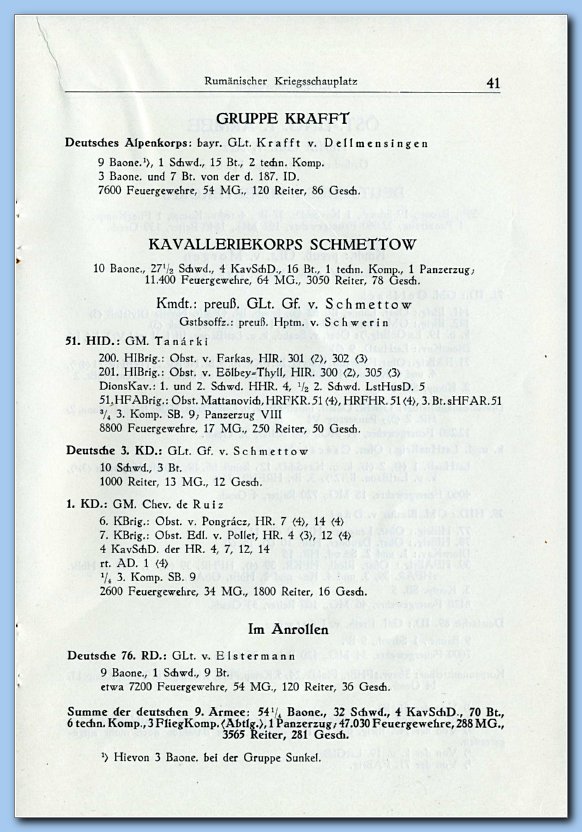 Rumänischer Kriegsschauplatz 41
GRUPPE KRAFFT
Deutsches Alpenkorps: bayr. GLt. Krafft v. Dellmensingen
9 Baone.¹), 1 Schwd., 15 Bt., 2 techn. Komp.
3 Baone. und 7 Bt. von der d. 187. ID.
7600 Feuergewehre, 54 MG., 120 Reiter, 86 Gesch.
KAVALLERIEKORPS SCHMETTOW
10 Baone., 27½ Schwd., 4 KavSchD., 16 Bt., 1 techn. Komp., 1 Panzerzug;
11.400 Feuergewehre, 64 MG., 3050 Reiter, 78 Gesch.
Kmdt.: preuß. GLt. Gf. v. Schmettow
Gstbsoffz.: preuß. Hptm. v. Schwerin
51. HID.: GM. Tanárki
200. HIBrig.: Obst. v. Farkas, HIR. 301 (2), 302 (3)
201. HIBrig.: Obst. v. Eölbey-Thyll, HIR. 300 (2), 305 (3)
DionsKav.: 1. und 2. Schwd. HHR. 4, ½ 2. Schwd. LstHusD. 5
51. HFABrig.: Obst. Mattanovich, HRFKR. 51 (4), HRFHR. 51 (4), 3. Bt. sHFAR. 51
¾ 3. Komp. SB. 9; Panzerzug VIII
8800 Feuergewehre, 17 MG., 250 Reiter, 50 Gesch.
Deutsche 3. KD.: GLt. Gf. v. Schmettow
10 Schwd., 3 Bt.
1000 Reiter, 13 MG., 12 Gesch.
1. KD.: GM. Chev. de Ruiz
6. KBrig.: Obst. v. Pongrácz, HR. 7 (4), 14 (4)
7. KBrig.: Obst. Edl. v. Pollet, HR. 4 (3), 12 (4)
4 KavSchD. der HR. 4, 7, 12, 14
rt. AD. 1 (4)
¼ 3. Komp. SB. 9
2600 Feuergewehre, 34 MG., 1800 Reiter, 16 Gesch.
Im Anrollen
Deutsche 76. RD.: GLt. v. Elstermann
9 Baone., 1 Schwd., 9 Bt.
etwa 7200 Feuergewehre, 54 MG., 120 Reiter, 36 Gesch.
Summe der deutschen 9. Armee: 54¼ Baone., 32 Schwd., 4 KavSchD., 70 Bt.,
6 techn. Komp., 3 FliegKomp. (Abtlg.), 1 Panzerzug; 47.030 Feuergewehre, 288 MG.,
3565 Reiter, 281 Gesch.
¹) Hievon 3 Baone. bei der Gruppe Sunkel.